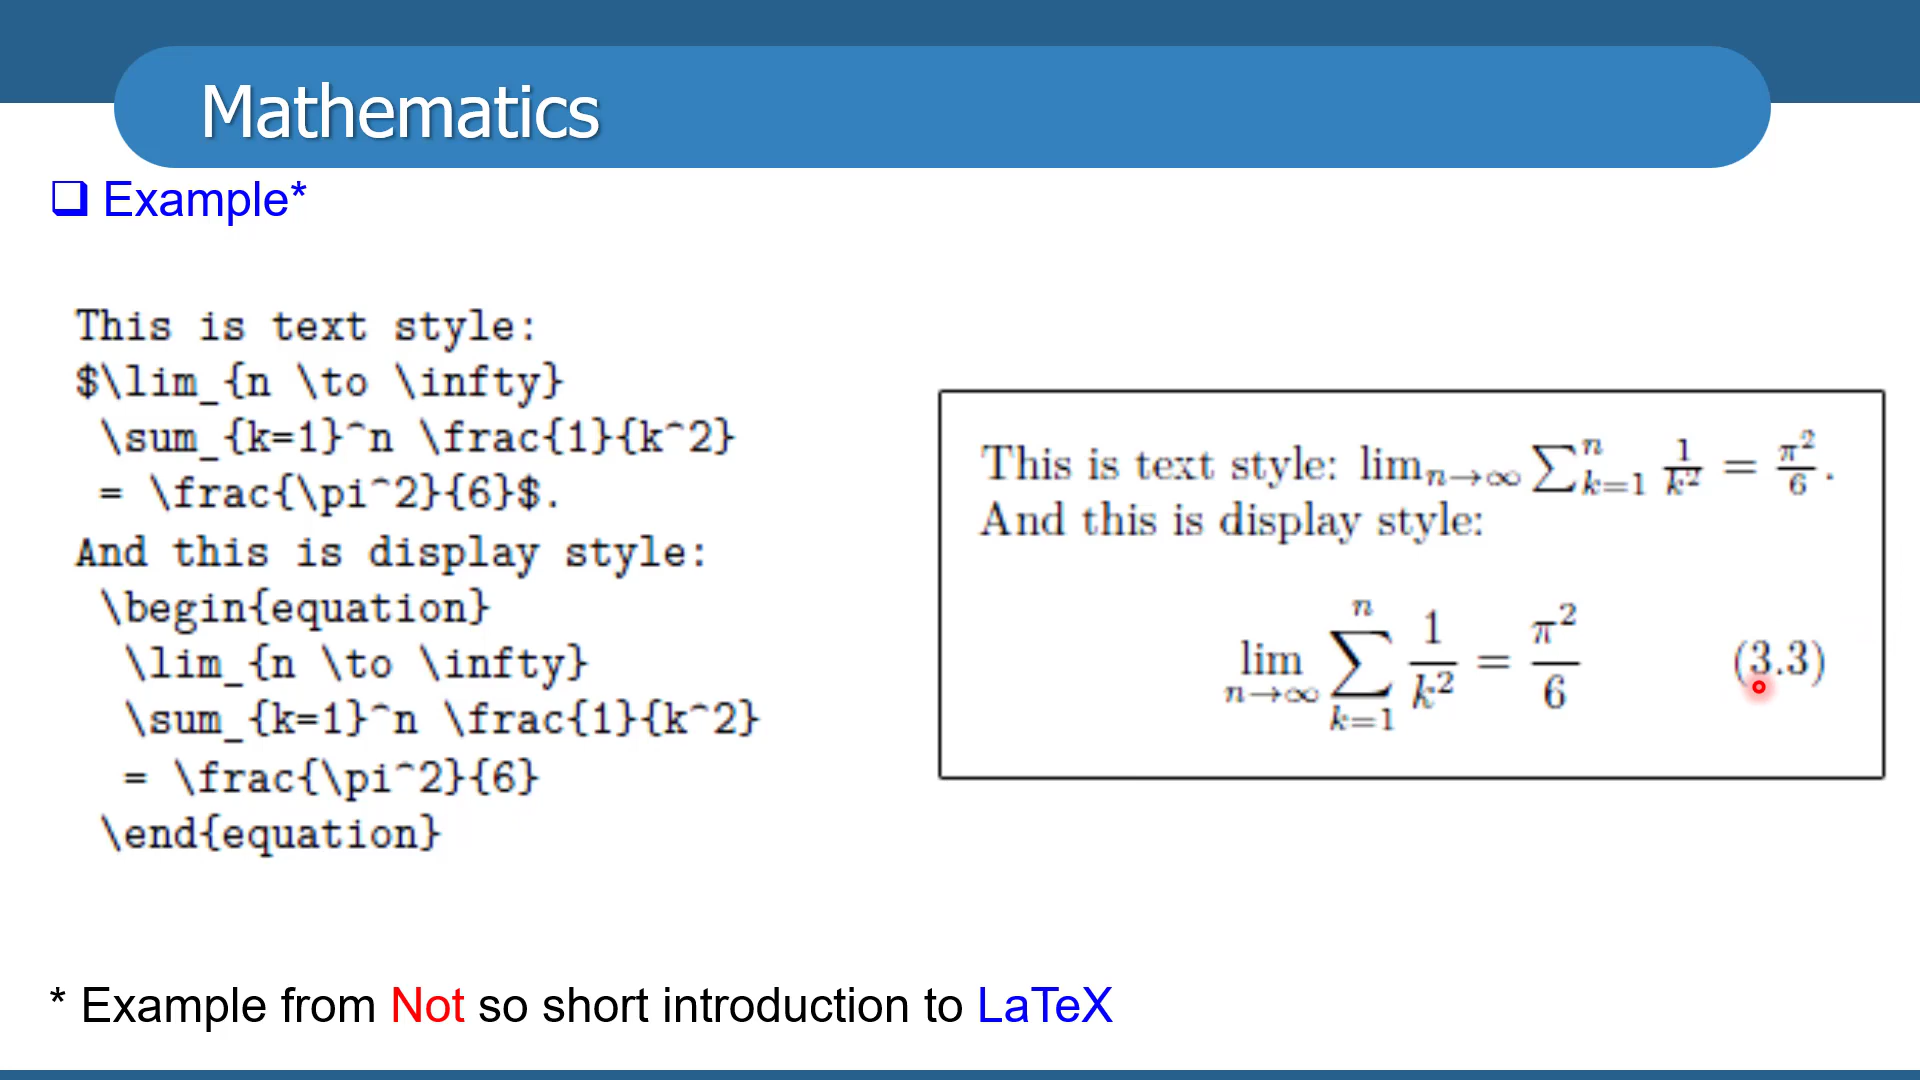 Mathematics
Example*
This is text style:
$\lim_{n \to \infty}
\sum_{k=1}^n \frac{1}{k^2}
= \frac{\pi^2}{6}$.
And this is display style:
\begin{equation}
\lim_{n \to \infty}
\sum_{k=1}^n \frac{1}{k^2}
= \frac{\pi^2}{6}
\end{equation}
This is text style: lim_{n→∞} ∑_{k=1}^n 1/k² = π²/6.
And this is display style:
lim_{n→∞} ∑_{k=1}^n 1/k² = π²/6 (3.3)
* Example from Not so short introduction to LaTeX